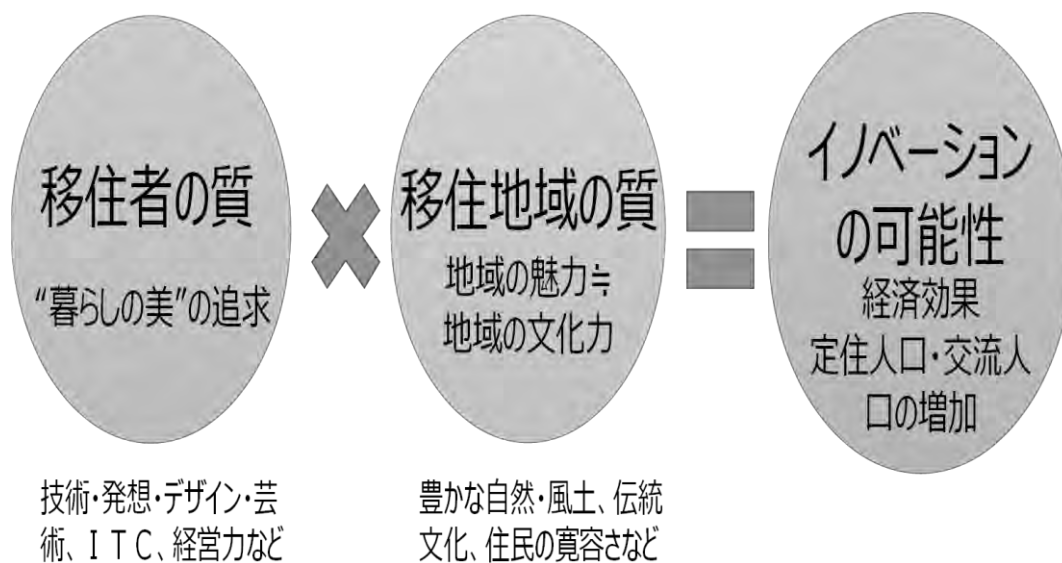 移住者の質
“暮らしの美”の追求
技術・発想・デザイン・芸
術、ＩＴＣ、経営力など
移住地域の質
地域の魅力≒
地域の文化力
豊かな自然・風土、伝統
文化、住民の寛容さなど
イノベーション
の可能性
経済効果
定住人口・交流人
口の増加